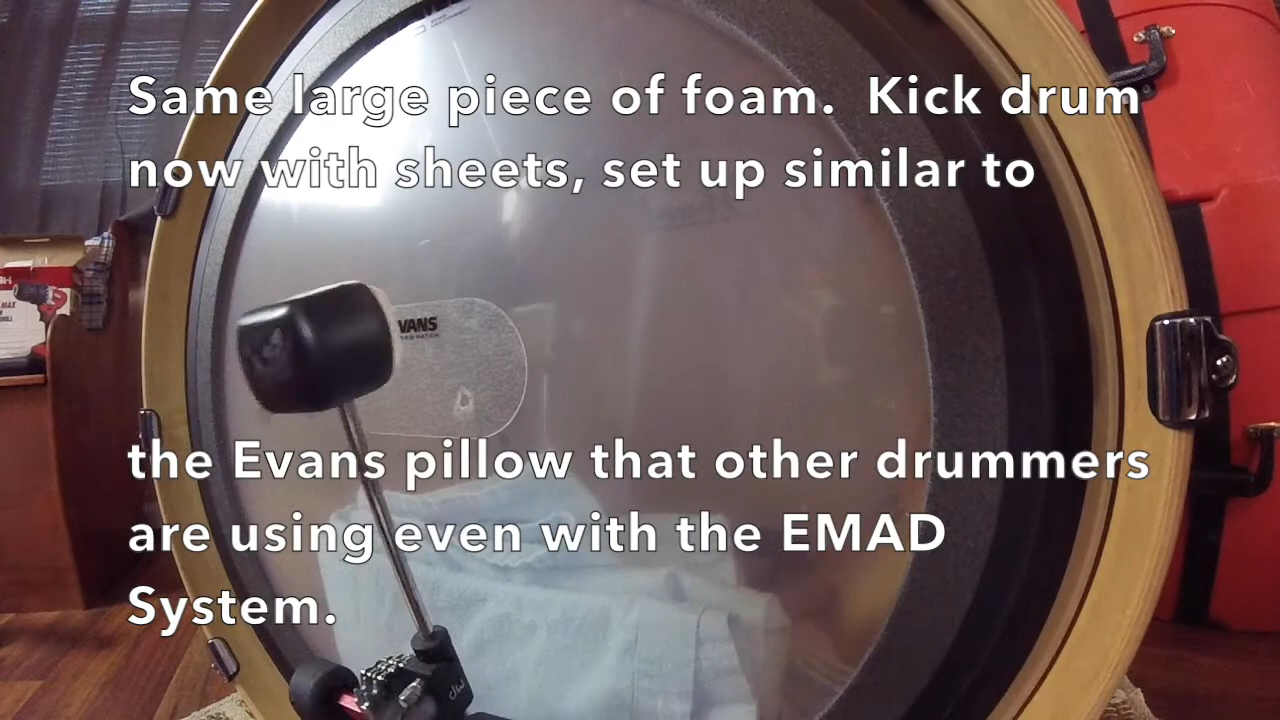 Same large piece of foam.  Kick drum
now with sheets, set up similar to
VANS
the Evans pillow that other drummers
are using even with the EMAD
System.
dw